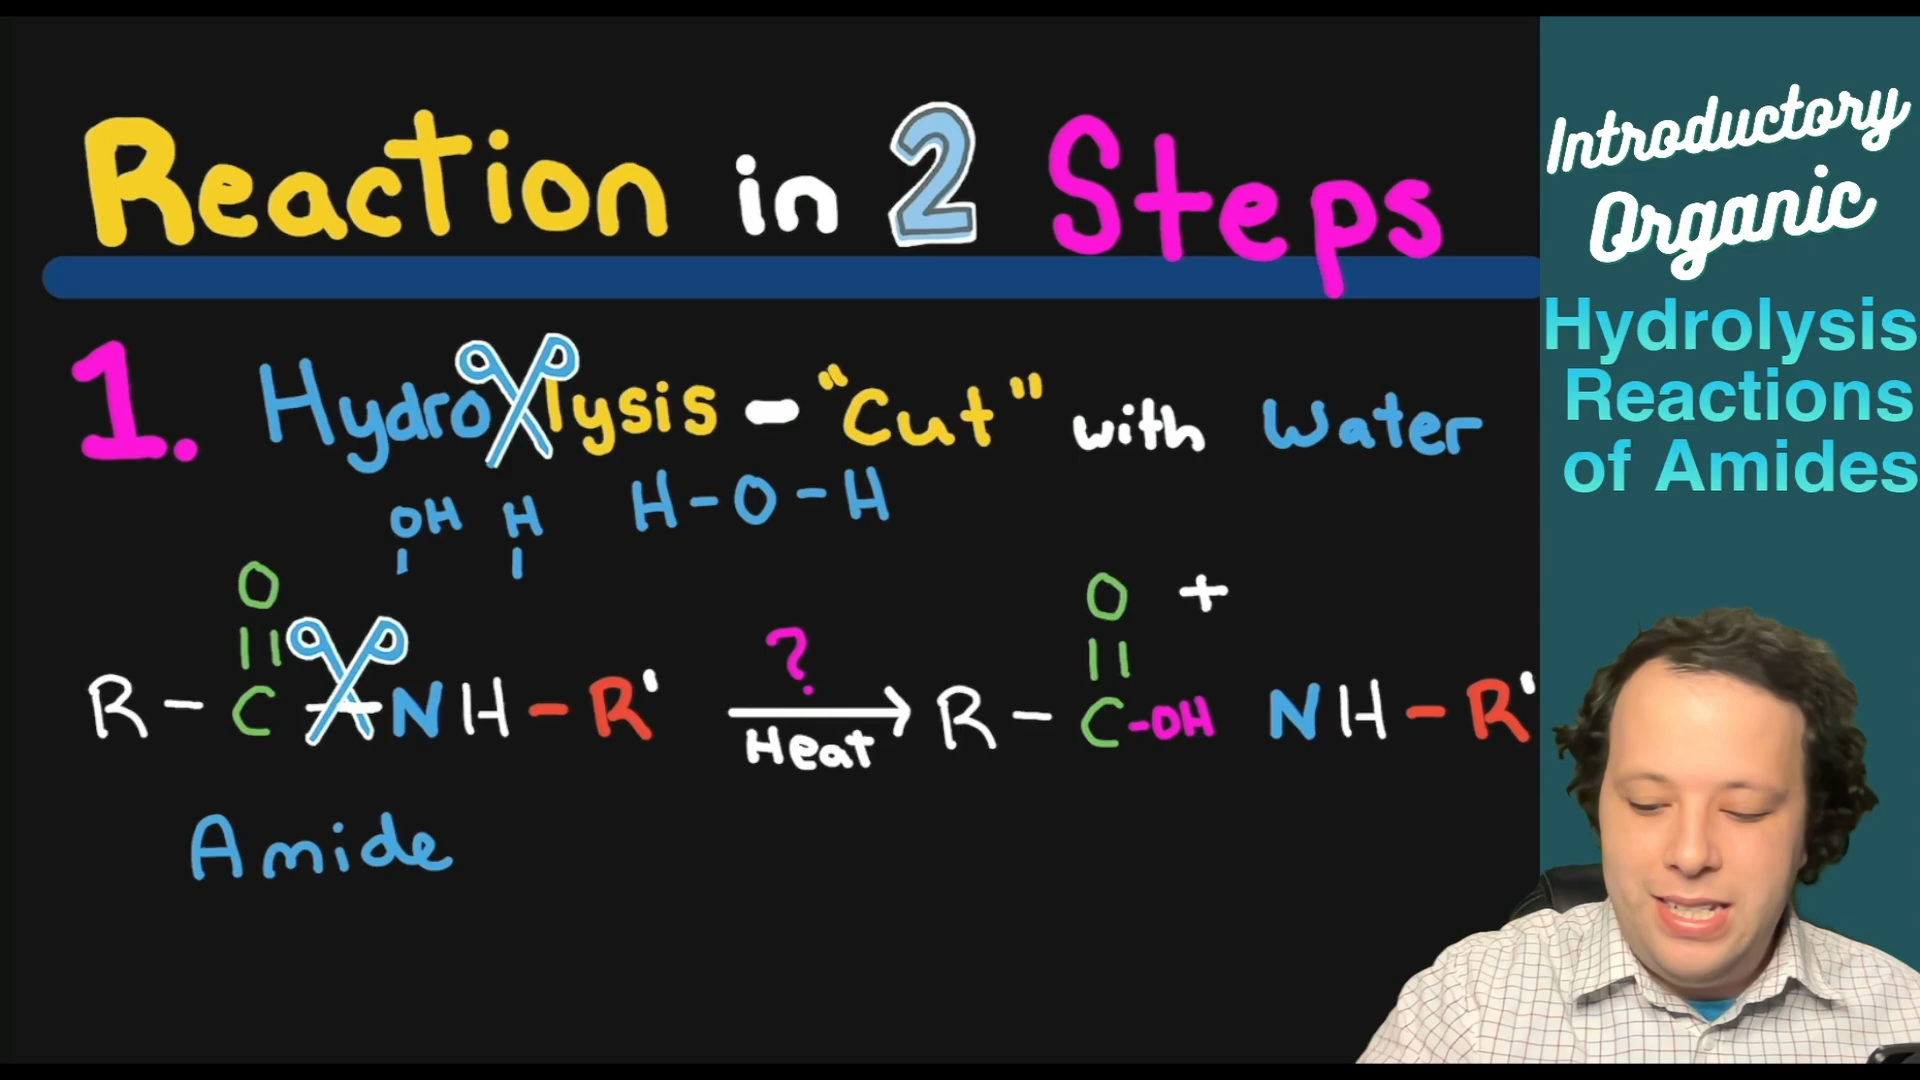 Reaction in 2 Steps
1. Hydrolysis - "Cut" with Water
OH H H-O-H
O
||
R-C-NH-R'
Amide
?
Heat
O +
||
R-C-OH NH-R'
Introductory
Organic
Hydrolysis
Reactions
of Amides